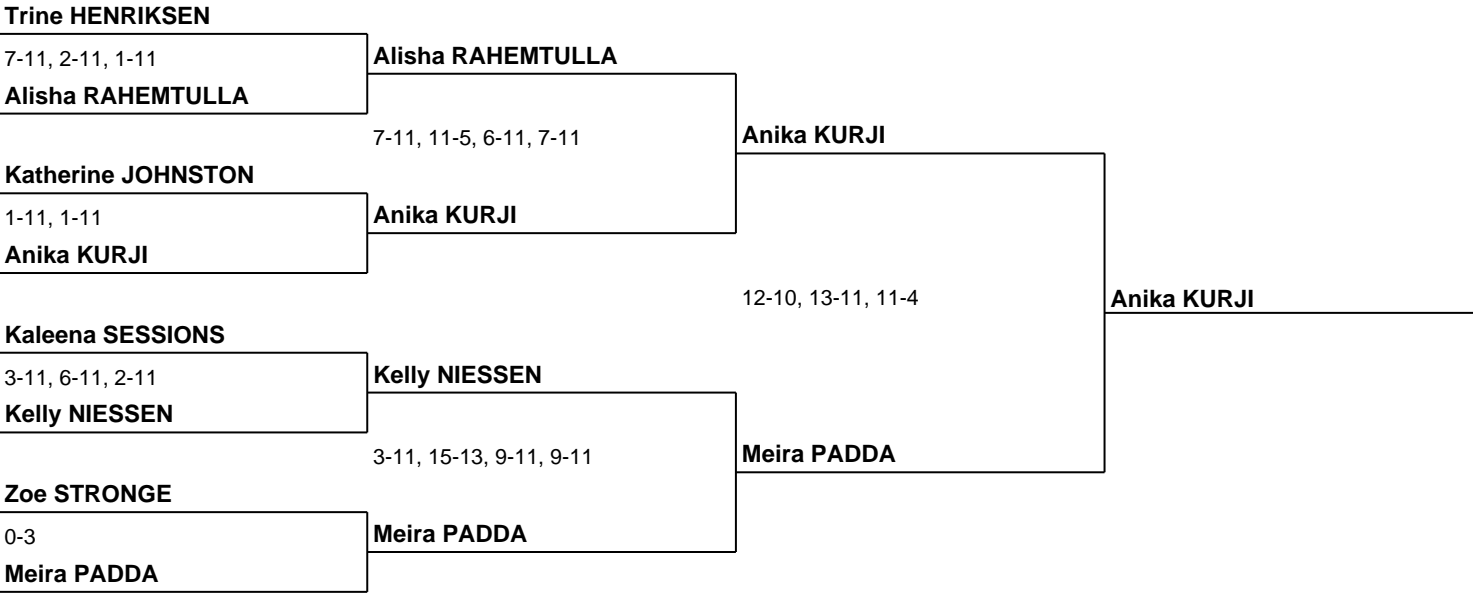 Trine HENRIKSEN
7-11, 2-11, 1-11
Alisha RAHEMTULLA
Alisha RAHEMTULLA
7-11, 11-5, 6-11, 7-11
Anika KURJI
Katherine JOHNSTON
1-11, 1-11
Anika KURJI
Anika KURJI
12-10, 13-11, 11-4
Anika KURJI
Kaleena SESSIONS
3-11, 6-11, 2-11
Kelly NIESSEN
Kelly NIESSEN
3-11, 15-13, 9-11, 9-11
Meira PADDA
Zoe STRONGE
0-3
Meira PADDA
Meira PADDA